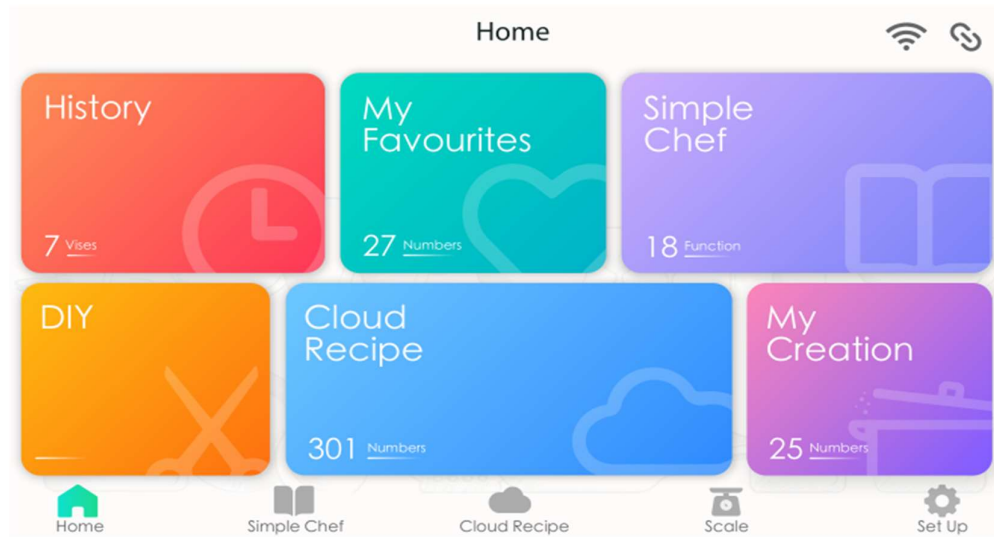 Home
History
7 Vises
My
Favourites
27 Numbers
Simple
Chef
18 Function
DIY
Cloud
Recipe
301 Numbers
My
Creation
25 Numbers
Home
Simple Chef
Cloud Recipe
Scale
Set Up